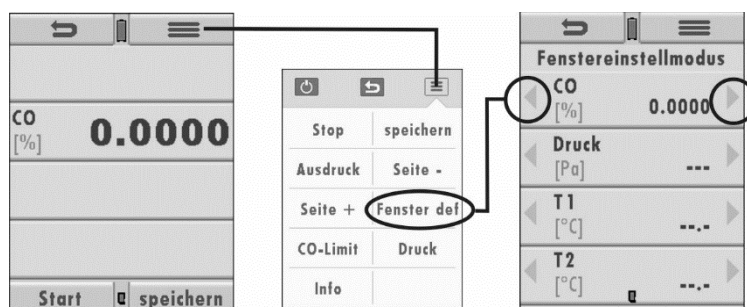 CO
[%] 0.0000
Start speichern
Stop speichern
Ausdruck Seite -
Seite + Fenster def
CO-Limit Druck
Info
Fenstereinstellmodus
CO
[%] 0.0000
Druck
[Pa] ---
T1
[°C] --.-
T2
[°C] --.-